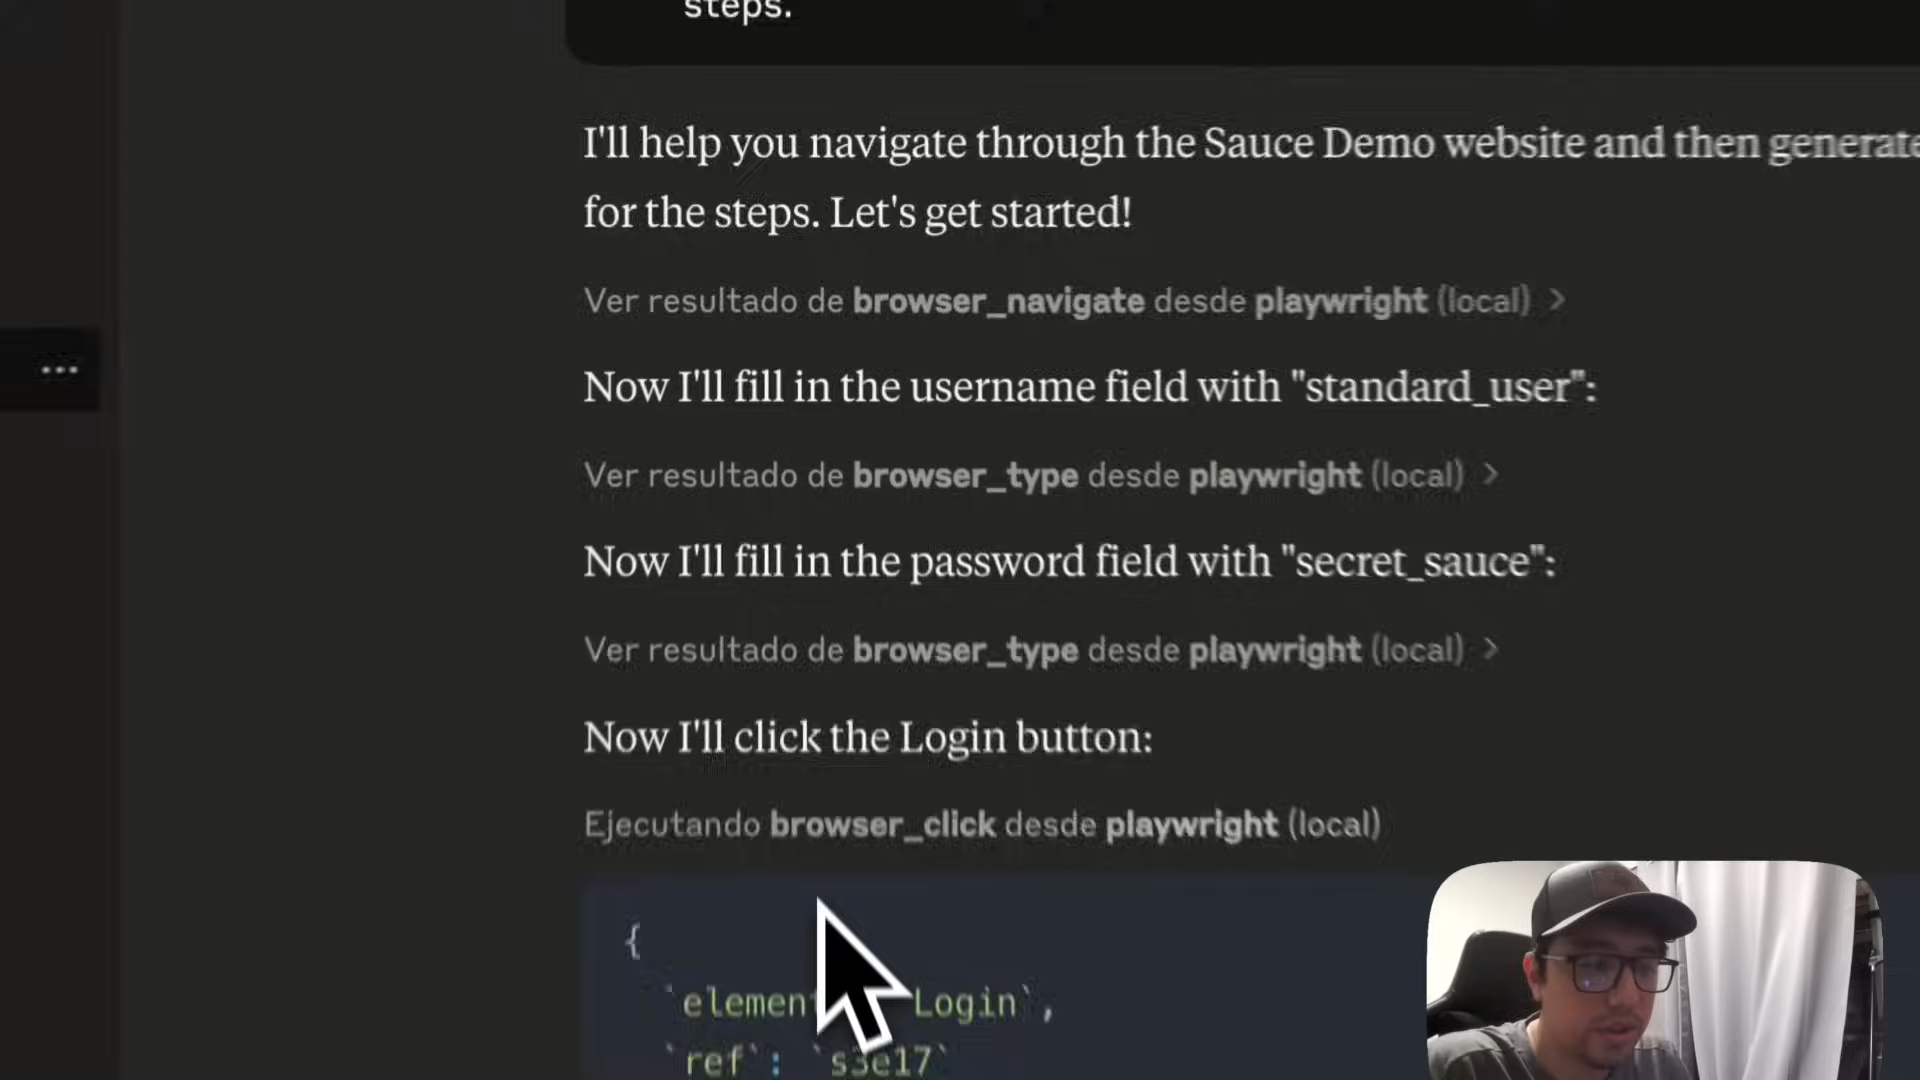 steps.
I'll help you navigate through the Sauce Demo website and then generate
for the steps. Let's get started!
Ver resultado de browser_navigate desde playwright (local) >
Now I'll fill in the username field with "standard_user":
Ver resultado de browser_type desde playwright (local) >
Now I'll fill in the password field with "secret_sauce":
Ver resultado de browser_type desde playwright (local) >
Now I'll click the Login button:
Ejecutando browser_click desde playwright (local)
{
`elemen Login`,
`ref`: `s3e17`